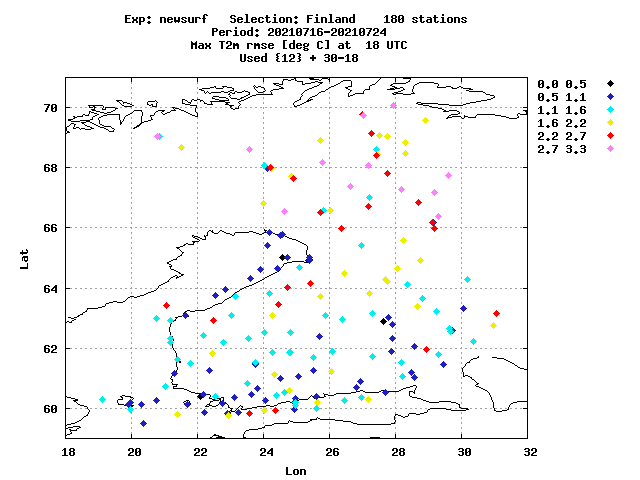 Exp: newsurf Selection: Finland 180 stations
Period: 20210716-20210724
Max T2m rmse [deg C] at 18 UTC
Used {12} + 30-18
0.0 0.5
0.5 1.1
1.1 1.6
1.6 2.2
2.2 2.7
2.7 3.3
70
68
66
64
62
60
Lat
18 20 22 24 26 28 30 32
Lon